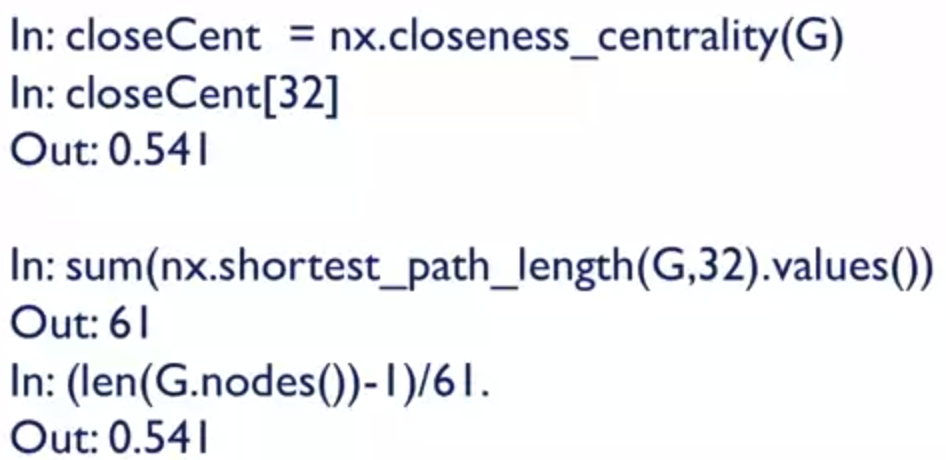 In: closeCent = nx.closeness_centrality(G)
In: closeCent[32]
Out: 0.541
In: sum(nx.shortest_path_length(G,32).values())
Out: 61
In: (len(G.nodes())-1)/61.
Out: 0.541